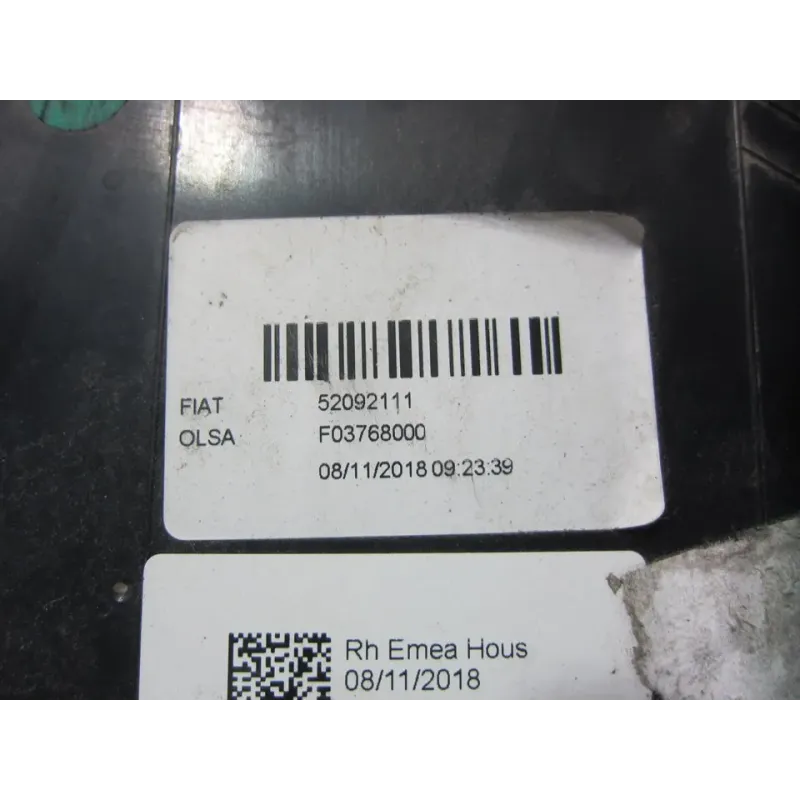 FIAT 52092111
OLSA F03768000
08/11/2018 09:23:39
Rh Emea Hous
08/11/2018